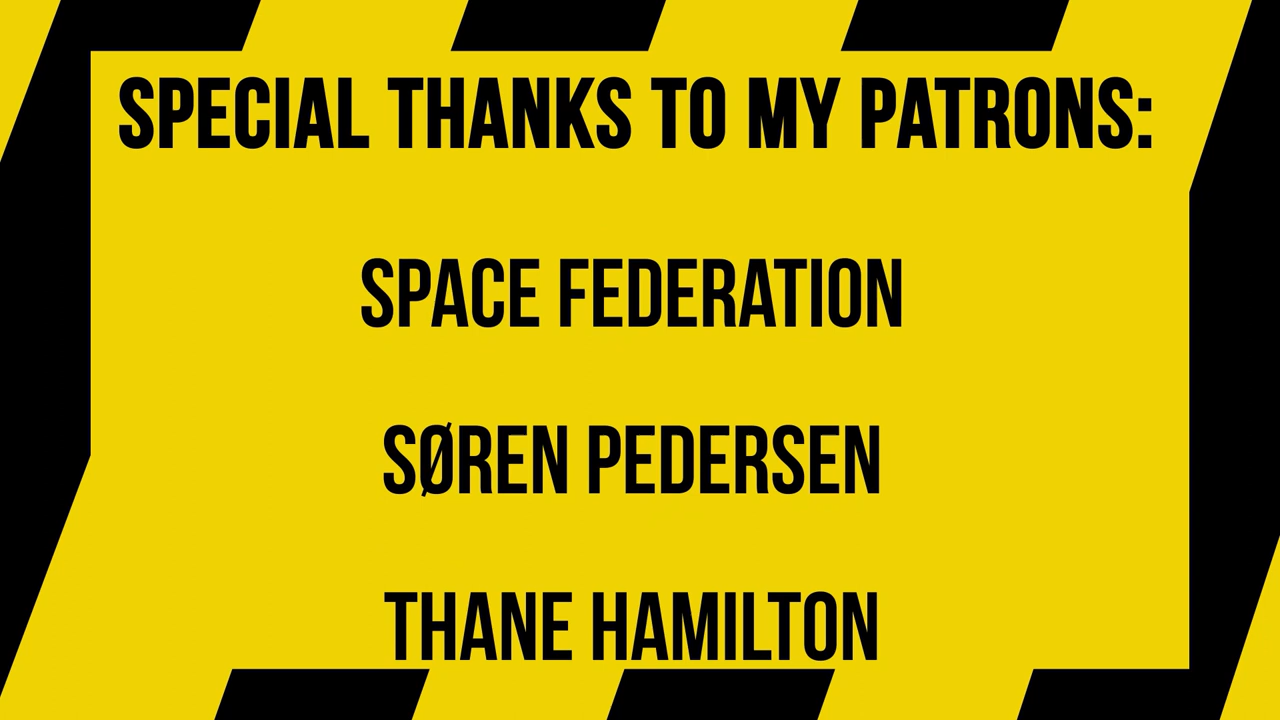 SPECIAL THANKS TO MY PATRONS:
SPACE FEDERATION
SØREN PEDERSEN
THANE HAMILTON